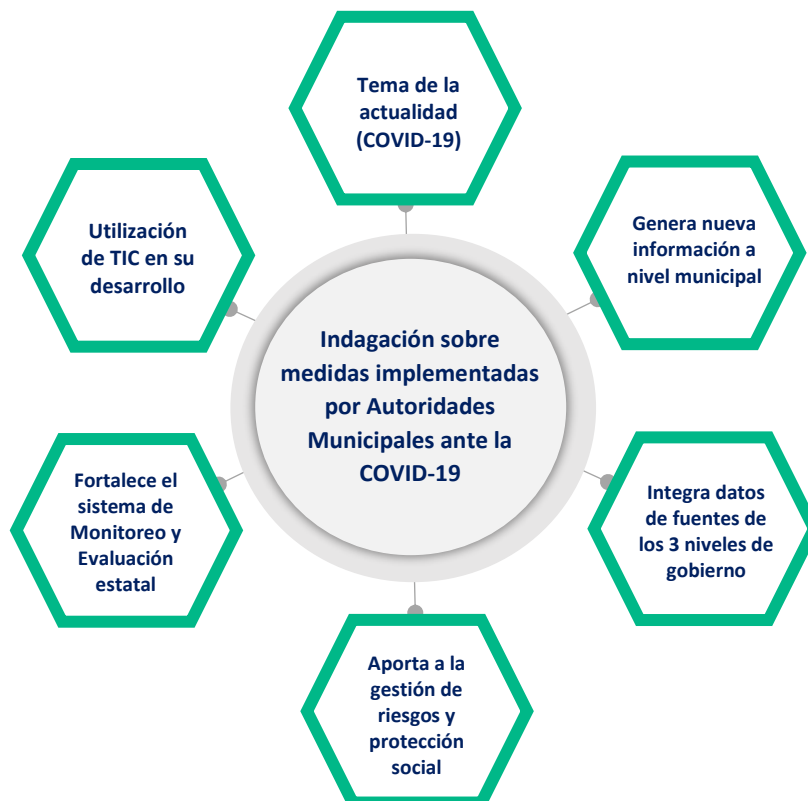 Tema de la
actualidad
(COVID-19)
Utilización
de TIC en su
desarrollo
Genera nueva
información a
nivel municipal
Indagación sobre
medidas implementadas
por Autoridades
Municipales ante la
COVID-19
Fortalece el
sistema de
Monitoreo y
Evaluación
estatal
Integra datos
de fuentes de
los 3 niveles de
gobierno
Aporta a la
gestión de
riesgos y
protección
social